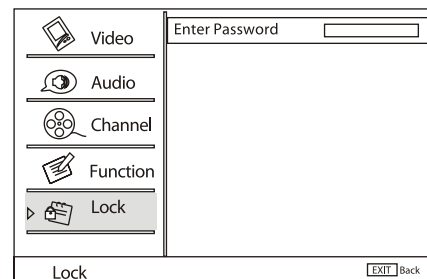 Video
Audio
Channel
Function
Lock
Enter Password
Lock
EXIT Back